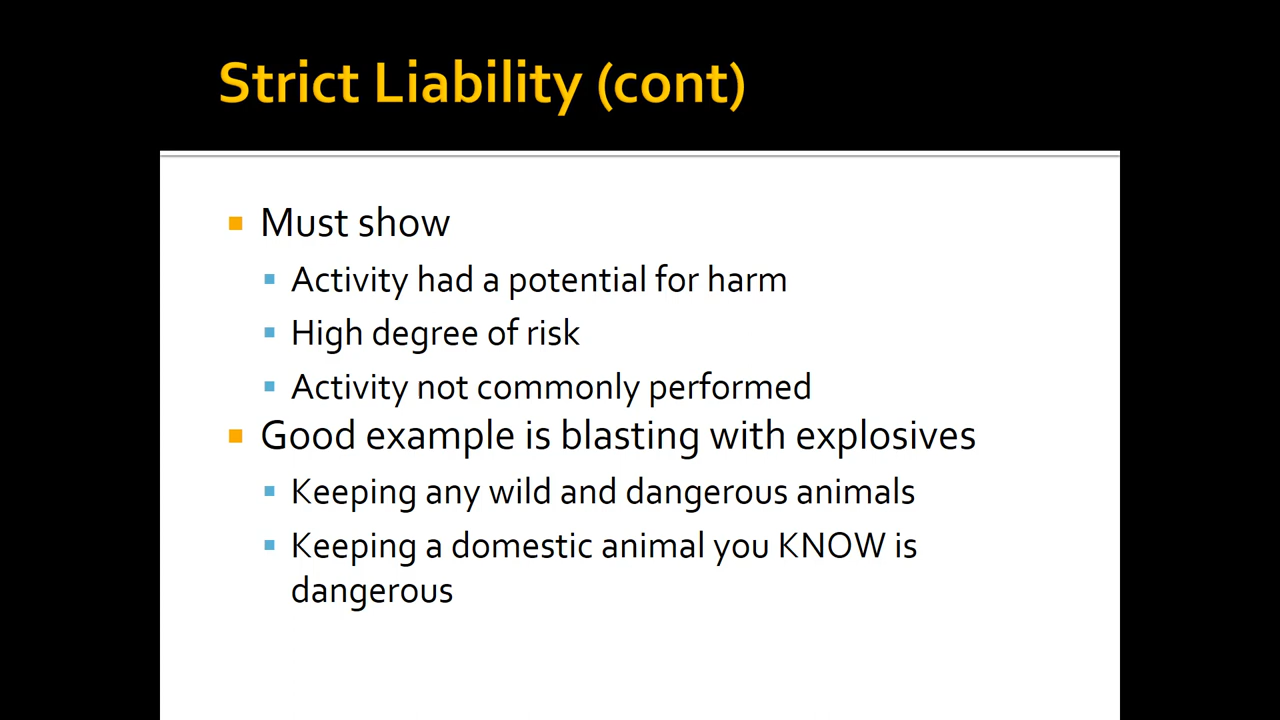 Strict Liability (cont)
Must show
Activity had a potential for harm
High degree of risk
Activity not commonly performed
Good example is blasting with explosives
Keeping any wild and dangerous animals
Keeping a domestic animal you KNOW is
dangerous